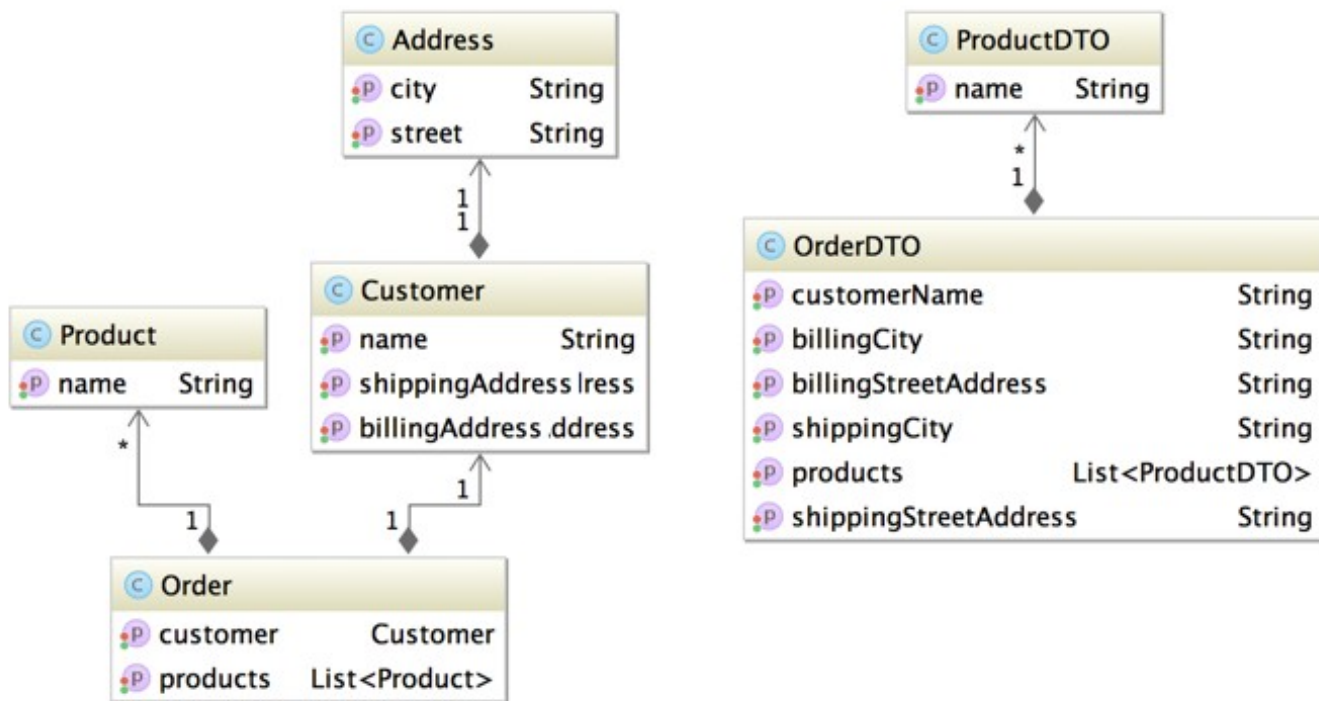 Address
city String
street String
1
1
Customer
name String
shippingAddress lress
billingAddress .ddress
Product
name String
*
1
1
1
Order
customer Customer
products List<Product>
ProductDTO
name String
*
1
OrderDTO
customerName String
billingCity String
billingStreetAddress String
shippingCity String
products List<ProductDTO>
shippingStreetAddress String